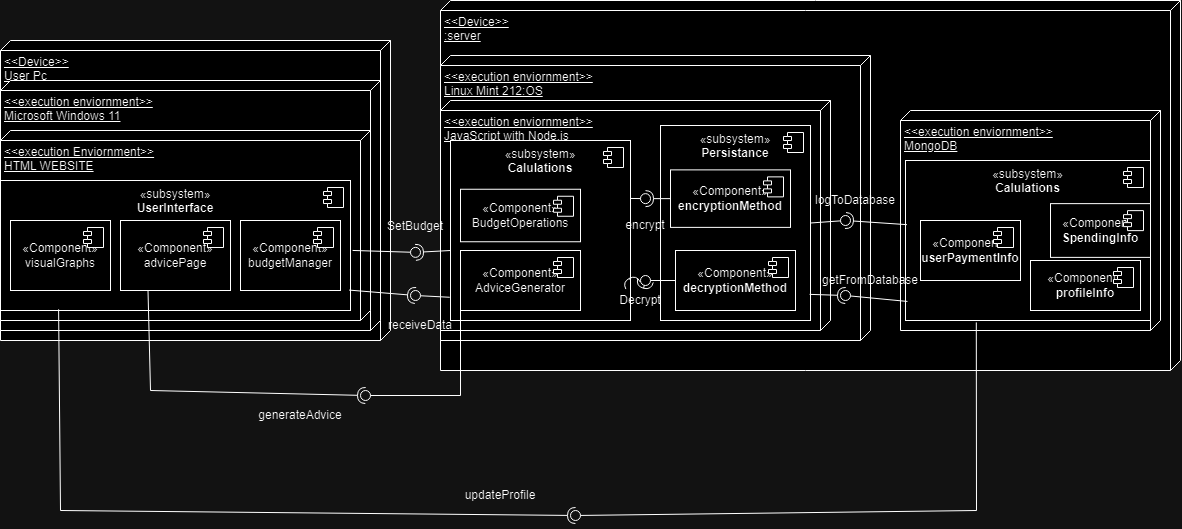 <<Device>>
User Pc
<<execution enviornment>>
Microsoft Windows 11
<<execution Enviornment>>
HTML WEBSITE
«subsystem»
UserInterface
«Component»
visualGraphs
«Component»
advicePage
«Component»
budgetManager
SetBudget
receiveData
generateAdvice
updateProfile
<<Device>>
:server
<<execution enviornment>>
Linux Mint 212:OS
<<execution enviornment>>
JavaScript with Node.js
«subsystem»
Calulations
«Component»
BudgetOperations
«Component»
AdviceGenerator
encrypt
Decrypt
«subsystem»
Persistance
«Component»
encryptionMethod
«Component»
decryptionMethod
logToDatabase
getFromDatabase
<<execution enviornment>>
MongoDB
«subsystem»
Calulations
«Component»
userPaymentInfo
«Component»
SpendingInfo
«Component»
profileInfo